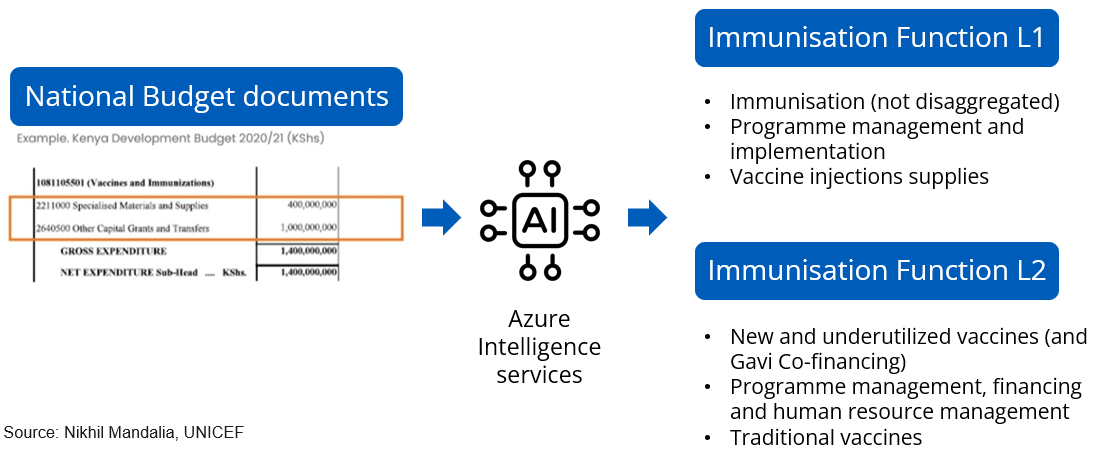 National Budget documents
Example. Kenya Development Budget 2020/21 (KShs)
1081105501 (Vaccines and Immunizations)
2211000 Specialised Materials and Supplies 400,000,000
2640500 Other Capital Grants and Transfers 1,000,000,000
GROSS EXPENDITURE 1,400,000,000
NET EXPENDITURE Sub-Head .... KShs. 1,400,000,000
AI
Azure
Intelligence
services
Immunisation Function L1
• Immunisation (not disaggregated)
• Programme management and
implementation
• Vaccine injections supplies
Immunisation Function L2
• New and underutilized vaccines (and
Gavi Co-financing)
• Programme management, financing
and human resource management
• Traditional vaccines
Source: Nikhil Mandalia, UNICEF